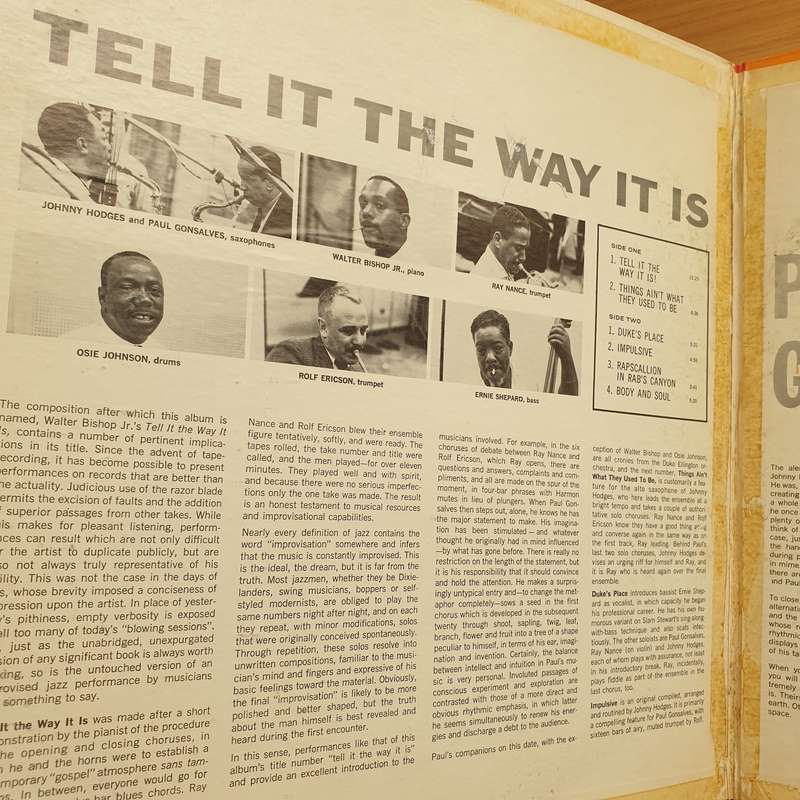 TELL IT THE WAY IT IS
JOHNNY HODGES and PAUL GONSALVES, saxophones
WALTER BISHOP JR., piano
RAY NANCE, trumpet
OSIE JOHNSON, drums
ROLF ERICSON, trumpet
ERNIE SHEPARD, bass
SIDE ONE
1. TELL IT THE
WAY IT IS!
2. THINGS AIN'T WHAT
THEY USED TO BE
SIDE TWO
1. DUKE'S PLACE
2. IMPULSIVE
3. RAPSCALLION
IN RAB'S CANYON
4. BODY AND SOUL
The composition after which this album is
named, Walter Bishop Jr.'s Tell It the Way It
contains a number of pertinent implica-
tions in its title. Since the advent of tape-
recording, it has become possible to present
performances on records that are better than
the actuality. Judicious use of the razor blade
permits the excision of faults and the addition
of superior passages from other takes. While
this makes for pleasant listening, perform-
ances can result which are not only difficult
for the artist to duplicate publicly, but are
also not always truly representative of his
ability. This was not the case in the days of
whose brevity imposed a conciseness of
expression upon the artist. In place of yester-
pithiness, empty verbosity is exposed
all too many of today's "blowing sessions".
just as the unabridged, unexpurgated
version of any significant book is always worth
so is the untouched version of an
improvised jazz performance by musicians
something to say.
It the Way It Is was made after a short
demonstration by the pianist of the procedure
the opening and closing choruses, in
he and the horns were to establish a
temporary "gospel" atmosphere sans tam-
In between, everyone would go for
bar blues chords. Ray
Nance and Rolf Ericson blew their ensemble
figure tentatively, softly, and were ready. The
tapes rolled, the take number and title were
called, and the men played—for over eleven
minutes. They played well and with spirit,
and because there were no serious imperfec-
tions only the one take was made. The result
is an honest testament to musical resources
and improvisational capabilities.
Nearly every definition of jazz contains the
word "improvisation" somewhere and infers
that the music is constantly improvised. This
is the ideal, the dream, but it is far from the
truth. Most jazzmen, whether they be Dixie-
landers, swing musicians, boppers or self-
styled modernists, are obliged to play the
same numbers night after night, and on each
they repeat, with minor modifications, solos
that were originally conceived spontaneously.
Through repetition, these solos resolve into
unwritten compositions, familiar to the musi-
cian's mind and fingers and expressive of his
basic feelings toward the material. Obviously,
the final "improvisation" is likely to be more
polished and better shaped, but the truth
about the man himself is best revealed and
heard during the first encounter.
In this sense, performances like that of this
album's title number "tell it the way it is"
and provide an excellent introduction to the
musicians involved. For example, in the six
choruses of debate between Ray Nance and
Rolf Ericson, which Ray opens, there are
questions and answers, complaints and com-
pliments, and all are made on the spur of the
moment, in four-bar phrases with Harmon
mutes in lieu of plungers. When Paul Gon-
salves then steps out, alone, he knows he has
the major statement to make. His imagina-
tion has been stimulated — and whatever
thought he originally had in mind influenced
—by what has gone before. There is really no
restriction on the length of the statement, but
it is his responsibility that it should convince
and hold the attention. He makes a surpris-
ingly untypical entry and—to change the met-
aphor completely—sows a seed in the first
chorus which is developed in the subsequent
twenty through shoot, sapling, twig, leaf,
branch, flower and fruit into a tree of a shape
peculiar to himself, in terms of his ear, imagi-
nation and invention. Certainly, the balance
between intellect and intuition in Paul's mu-
sic is very personal. Involuted passages of
conscious experiment and exploration are
contrasted with those of a more direct and
obvious rhythmic emphasis, in which latter
he seems simultaneously to renew his ener-
gies and discharge a debt to the audience.
Paul's companions on this date, with the ex-
ception of Walter Bishop and Osie Johnson,
are all cronies from the Duke Ellington or-
chestra, and the next number, Things Ain't
What They Used To Be, is customarily a fea-
ture for the alto saxophone of Johnny
Hodges, who here leads the ensemble at a
bright tempo and takes a couple of authori-
tative solo choruses. Ray Nance and Rolf
Ericson know they have a good thing
and converse again in the same way as on
the first track, Ray leading. Behind Paul's
last two solo choruses, Johnny Hodges de-
vises an urging riff for himself and Ray, and
it is Ray who is heard again over the final
ensemble.
Duke's Place introduces bassist Ernie Shep-
ard as vocalist, in which capacity he began
his professional career. He has his own hu-
morous variation on Slam Stewart's sing-along-
with-bass technique and also scats effec-
tively. The other soloists are Paul Gonsalves,
Ray Nance (on violin) and Johnny Hodges,
each of whom plays with assurance, not least
in his introductory break. Ray, incidentally,
plays fiddle as part of the ensemble in the
last chorus, too.
Impulsive is an original compiled, arranged
and routined by Johnny Hodges. It is primarily
a compelling feature for Paul Gonsalves, with
sixteen bars of airy, muted trumpet by Rolf.
P
G
Johnny
He was,
creating
a whole
when
plenty
think of
case, jus
the han
during p
in mime
there ar
and Paul
To close
alternatio
and the
whose r
rhythmic
displays
of his ta
When yo
you will
tremely
is. Their
earth. Ot
space.